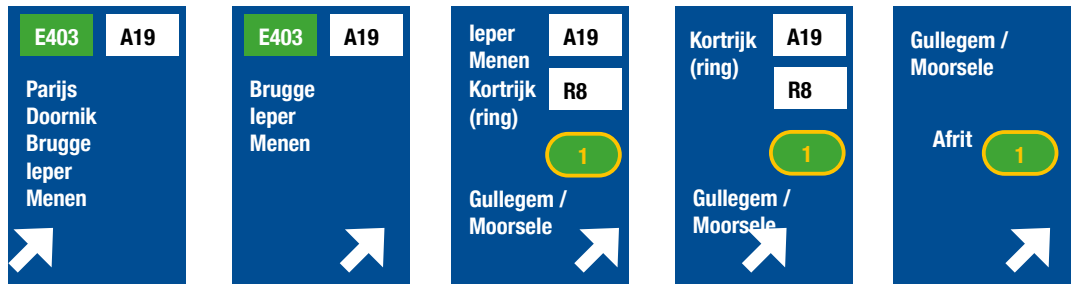 E403 A19
Parijs
Doornik
Brugge
Ieper
Menen
E403 A19
Brugge
Ieper
Menen
Ieper A19
Menen
Kortrijk R8
(ring)
1
Gullegem /
Moorsele
Kortrijk A19
(ring)
R8
1
Gullegem /
Moorsele
Gullegem /
Moorsele
Afrit 1